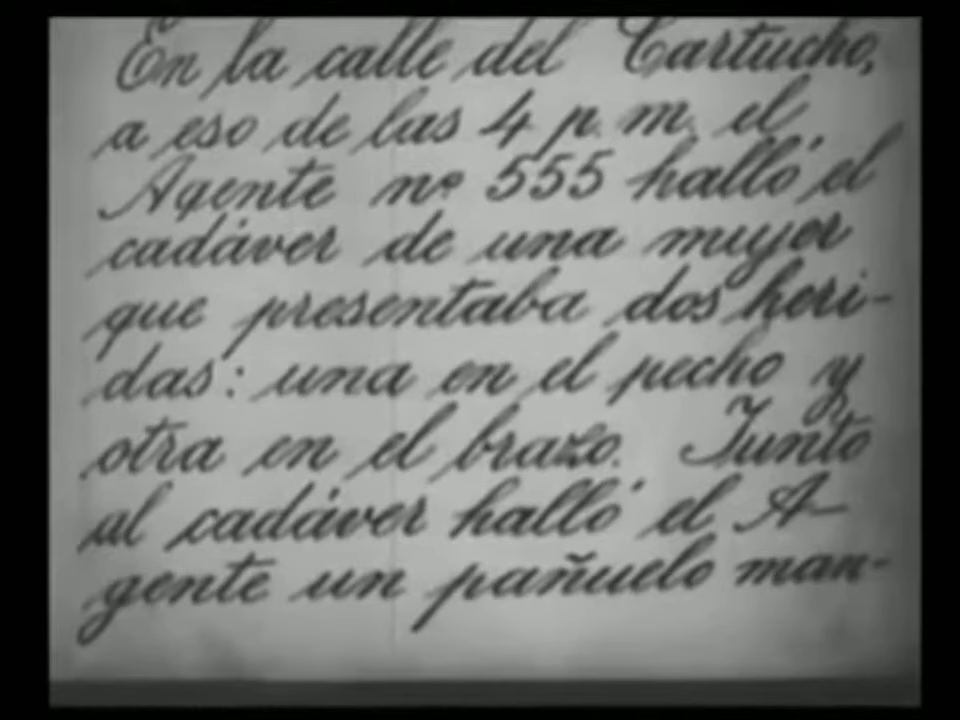 En la calle del Cartucho,
a eso de las 4 p. m. el
Agente nº 555 halló el
cadáver de una mujer
que presentaba dos heri-
das: una en el pecho y
otra en el brazo. Junto
al cadáver halló el A-
gente un pañuelo man-